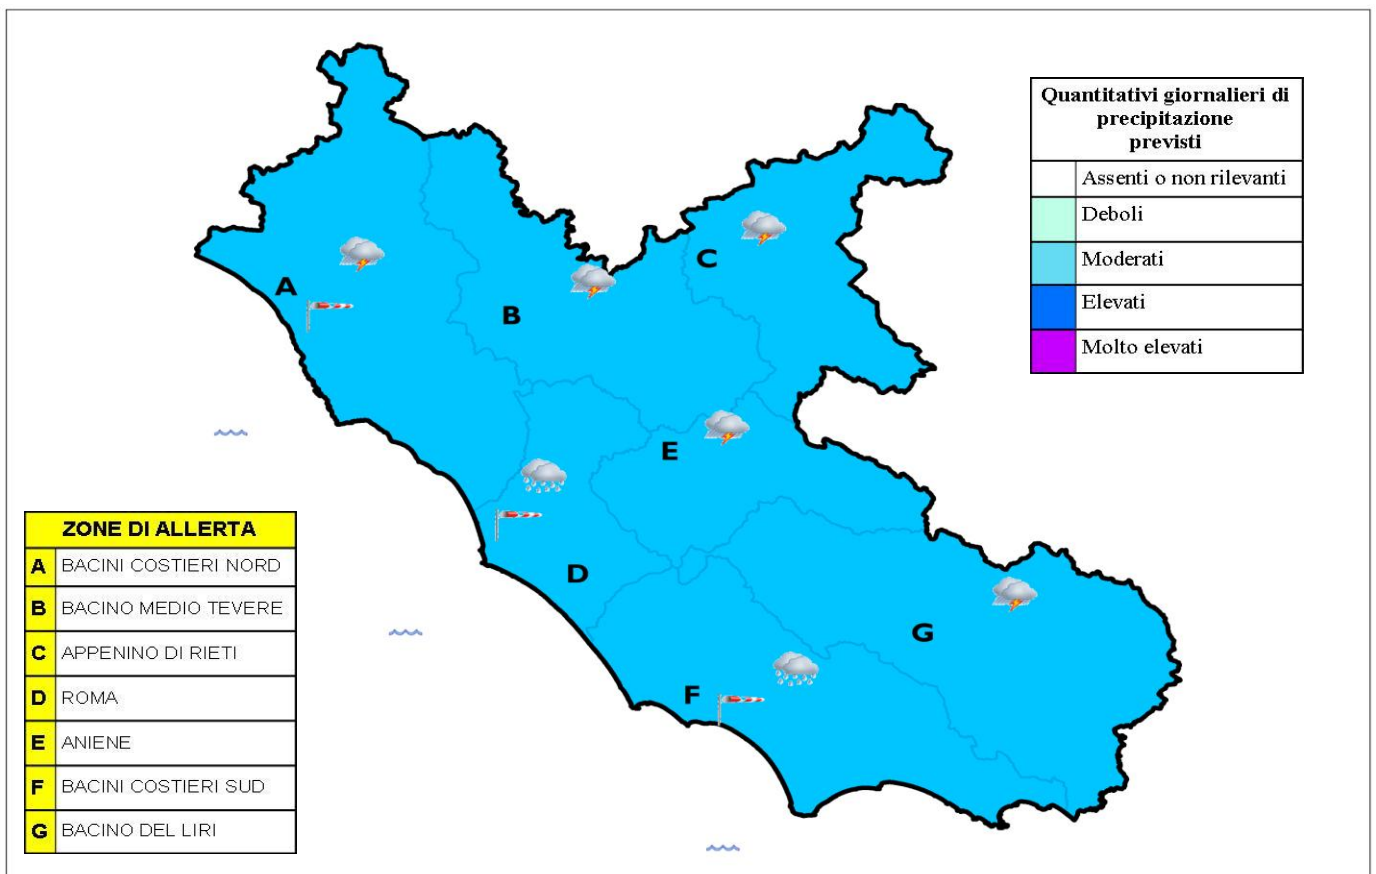 Quantitativi giornalieri di
precipitazione
previsti
Assenti o non rilevanti
Deboli
Moderati
Elevati
Molto elevati
A
B
C
D
E
F
G
ZONE DI ALLERTA
A BACINI COSTIERI NORD
B BACINO MEDIO TEVERE
C APPENINO DI RIETI
D ROMA
E ANIENE
F BACINI COSTIERI SUD
G BACINO DEL LIRI